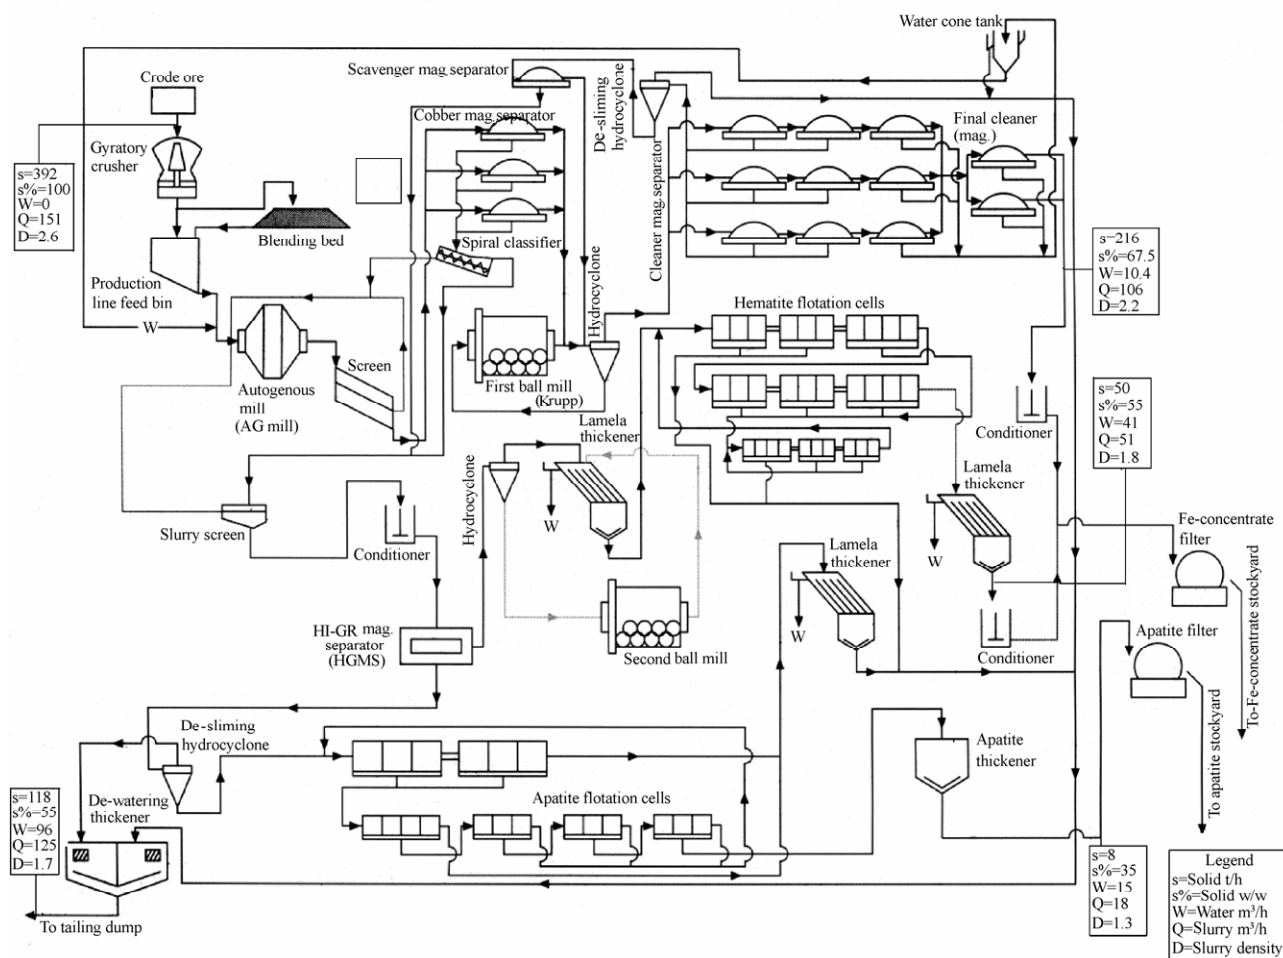 Water cone tank
Scavenger mag separator
Crude ore
De-sliming
hydrocyclone
Cobber mag separator
Final cleaner
(mag.)
Gyratory
crusher
s=392
s%=100
W=0
Q=151
D=2.6
Cleaner mag.separator
Blending bed
Spiral classifier
s=216
s%=67.5
W=10.4
Q=106
D=2.2
Production
line feed bin
Hydrocyclone
Hematite flotation cells
W
Screen
Autogenous
mill
(AG mill)
First ball mill
(Krupp)
s=50
s%=55
W=41
Q=51
D=1.8
Lamela
thickener
Conditioner
Hydrocyclone
Lamela
thickener
W
Slurry screen
Conditioner
Fe-concentrate
filter
Lamela
thickener
W
W
HI-GR mag.
separator
(HGMS)
Second ball mill
Conditioner
Apatite filter
To-Fe-concentrate stockyard
De-sliming
hydrocyclone
Apatite
thickener
To apatite stockyard
s=118
s%=55
W=96
Q=125
D=1.7
De-watering
thickener
Apatite flotation cells
s=8
s%=35
W=15
Q=18
D=1.3
Legend
s=Solid t/h
s%=Solid w/w
W=Water m³/h
Q=Slurry m³/h
D=Slurry density
To tailing dump